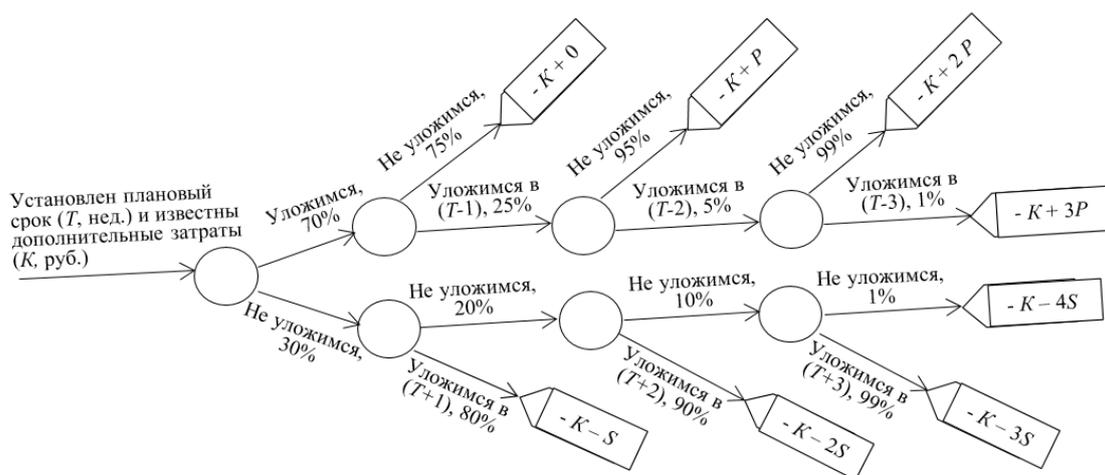 - K + 0
- K + P
- K + 2 P
Не уложимся,
75%
Не уложимся,
95%
Не уложимся,
99%
Установлен плановый
срок (T, нед.) и известны
дополнительные затраты
(K, руб.)
Уложимся,
70%
Уложимся в
(T-1), 25%
Уложимся в
(T-2), 5%
Уложимся в
(T-3), 1%
- K + 3P
Не уложимся,
30%
Не уложимся,
20%
Не уложимся,
10%
Не уложимся,
1%
- K – 4S
Уложимся в
(T+1), 80%
Уложимся в
(T+2), 90%
Уложимся в
(T+3), 99%
- K – S
- K – 2S
- K – 3S